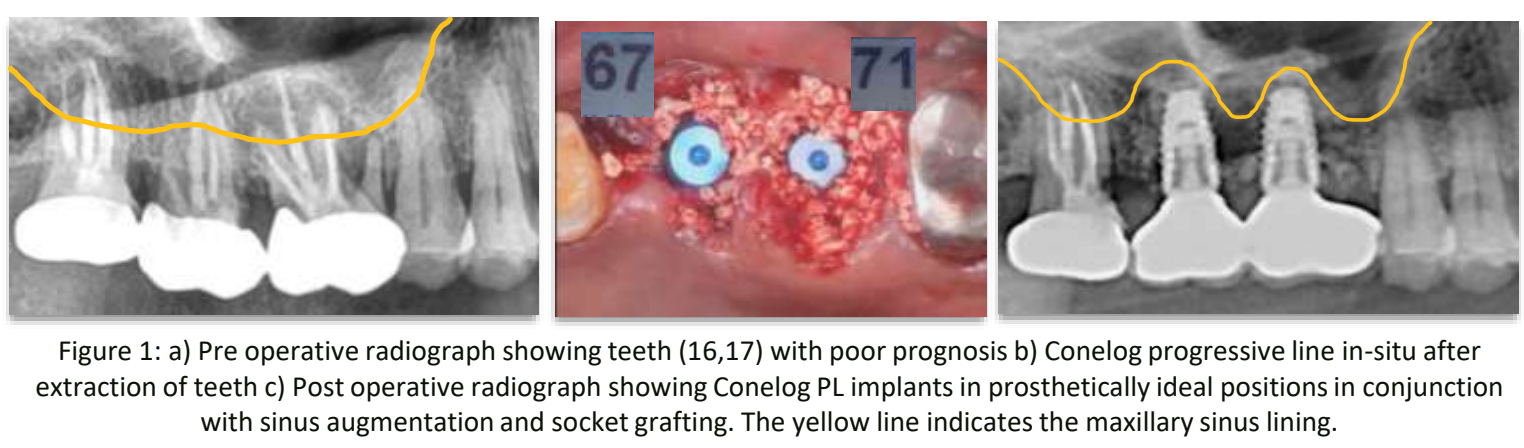 67
71
Figure 1: a) Pre operative radiograph showing teeth (16,17) with poor prognosis b) Conelog progressive line in-situ after
extraction of teeth c) Post operative radiograph showing Conelog PL implants in prosthetically ideal positions in conjunction
with sinus augmentation and socket grafting. The yellow line indicates the maxillary sinus lining.